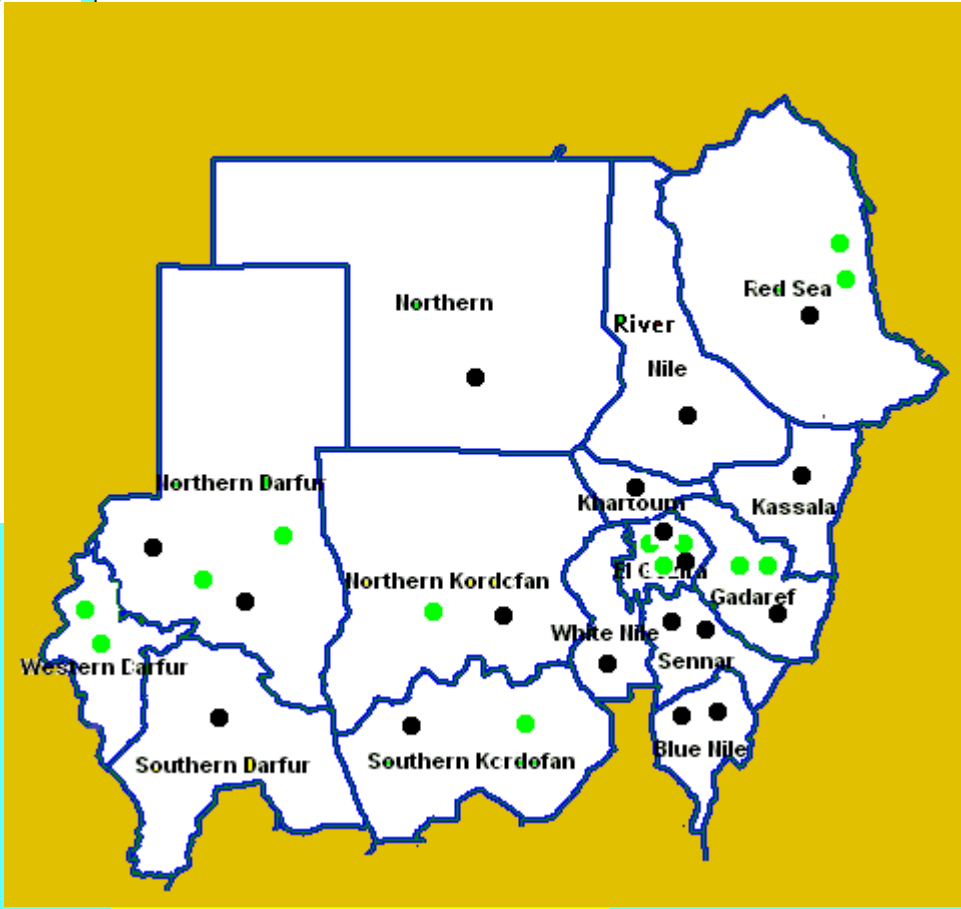 Red Sea
Northern
River
Nile
Northern Darfur
Khartoum
Kassala
El
Northern Kordofan
Gadaref
White Nile
Sennar
Western Darfur
Blue Nile
Southern Kordofan
Southern Darfur